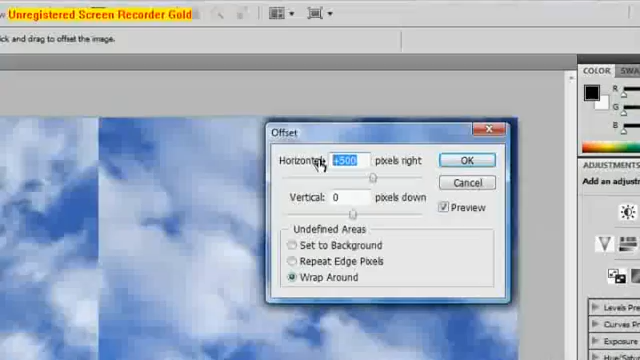 Unregistered Screen Recorder Gold
ck and drag to offset the image.
COLOR
SWA
R
G
B
Offset
Horizontal:
+500
pixels right
OK
Cancel
Vertical:
0
pixels down
Preview
Undefined Areas
Set to Background
Repeat Edge Pixels
Wrap Around
ADJUSTMENTS
Add an adjust
Levels Pre
Curves Pr
Exposure